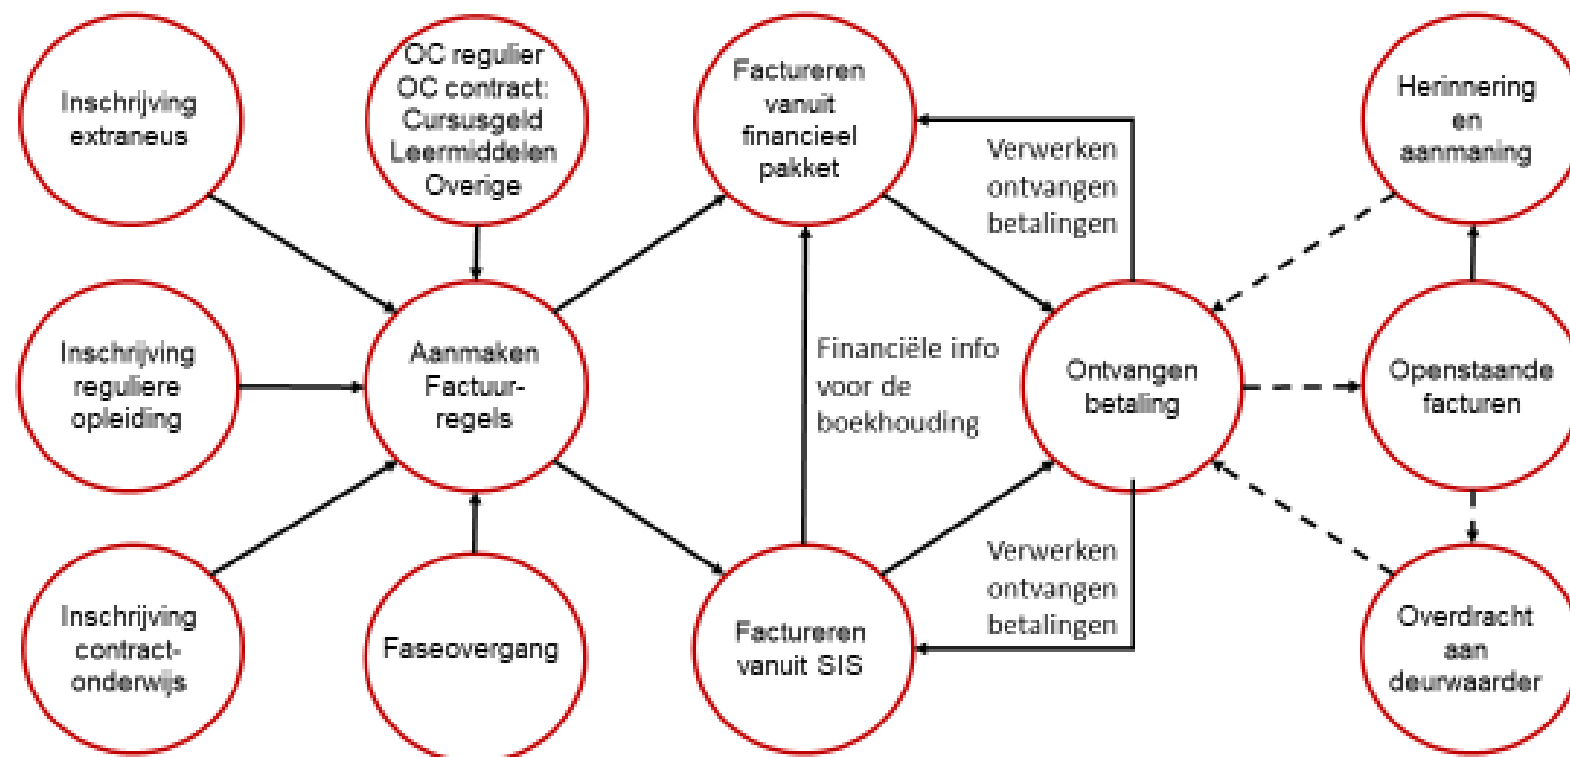 Inschrijving
extraneus
OC regulier
OC contract:
Cursusgeld
Leermiddelen
Overige
Factureren
vanuit
financieel
pakket
Verwerken
ontvangen
betalingen
Herinnering
en
aanmaning
Inschrijving
reguliere
opleiding
Aanmaken
Factuur-
regels
Financiële info
voor de
boekhouding
Ontvangen
betaling
Openstaande
facturen
Inschrijving
contract-
onderwijs
Faseovergang
Factureren
vanuit SIS
Verwerken
ontvangen
betalingen
Overdracht
aan
deurwaarder